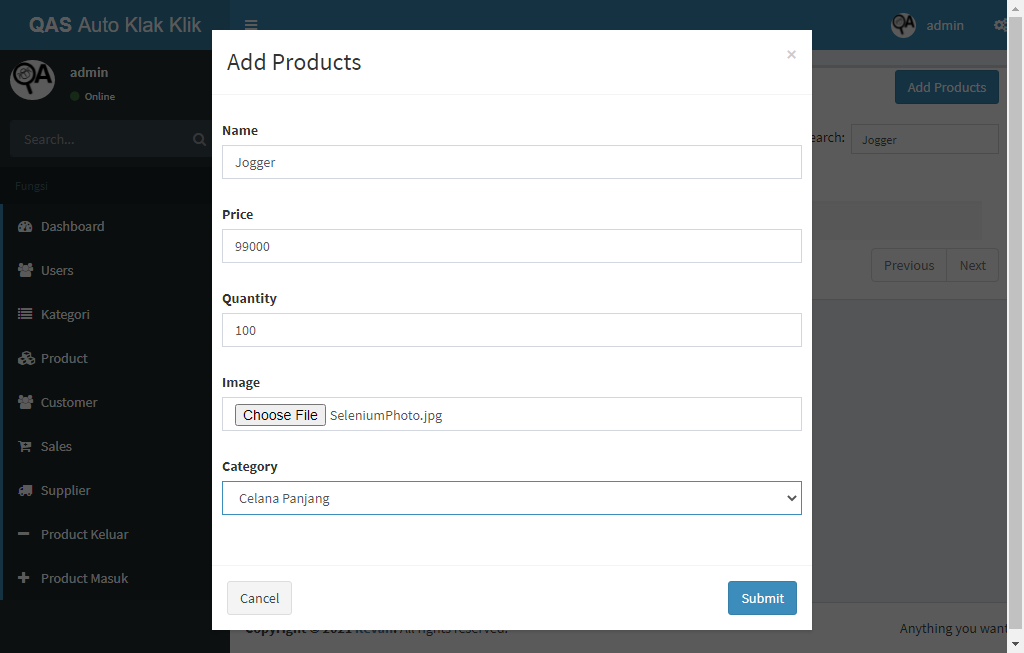 QAS Auto Klak Klik
admin
admin
Online
Search...
Fungsi
Dashboard
Users
Kategori
Product
Customer
Sales
Supplier
Product Keluar
Product Masuk
Add Products
×
Name
Jogger
Price
99000
Quantity
100
Image
Choose File SeleniumPhoto.jpg
Category
Celana Panjang
Cancel
Submit
Add Products
earch: Jogger
Previous
Next
Copyright © 2021 Revan. All rights reserved.
Anything you want